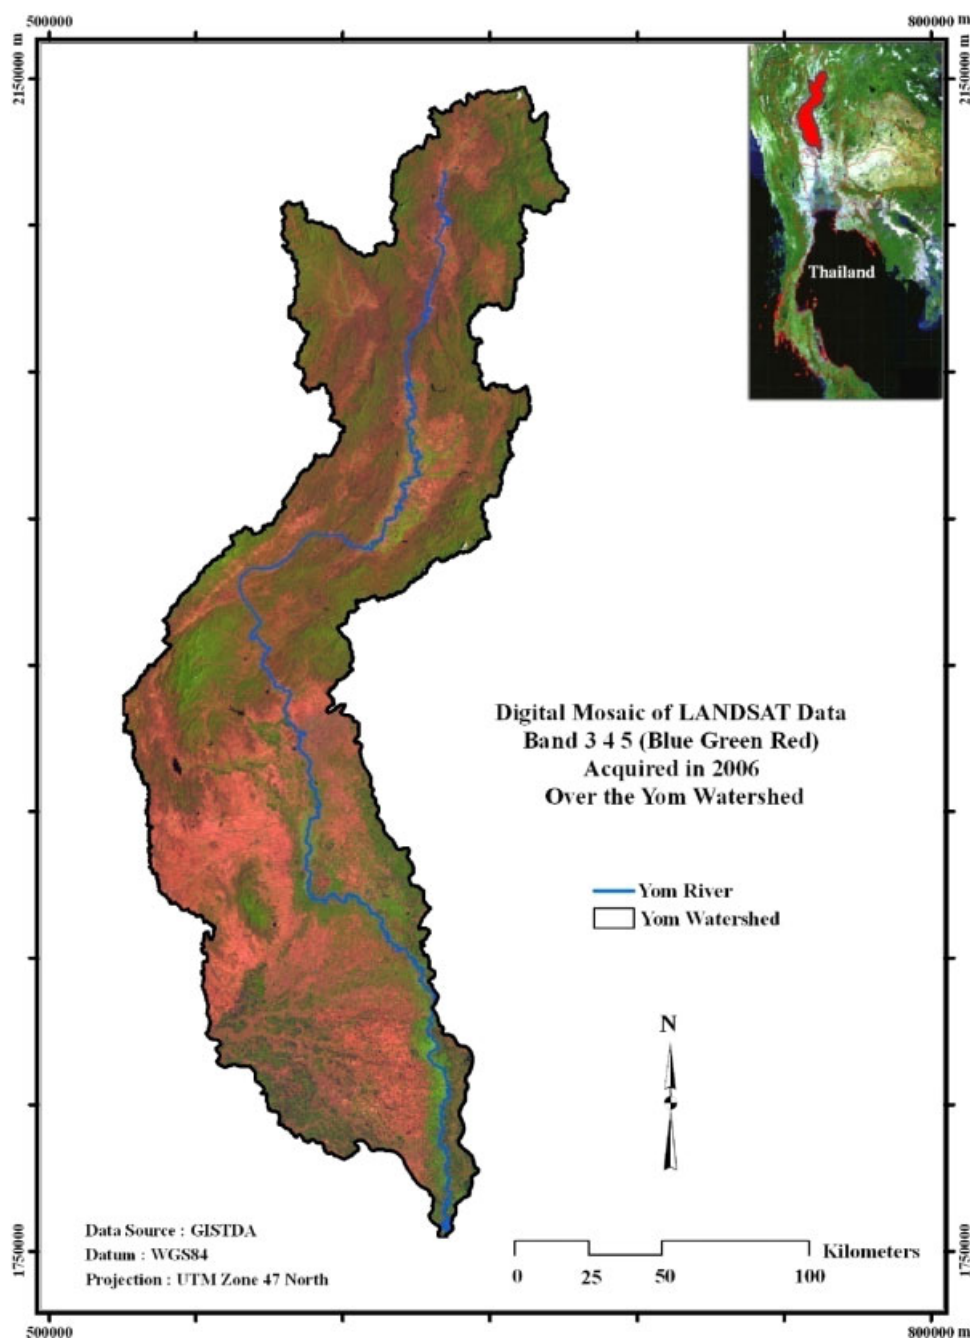 500000
800000 m
2150000 m
2150000 m
Thailand
Digital Mosaic of LANDSAT Data
Band 3 4 5 (Blue Green Red)
Acquired in 2006
Over the Yom Watershed
Yom River
Yom Watershed
N
Data Source : GISTDA
Datum : WGS84
Projection : UTM Zone 47 North
Kilometers
0 25 50 100
1750000
1750000
500000
800000 m